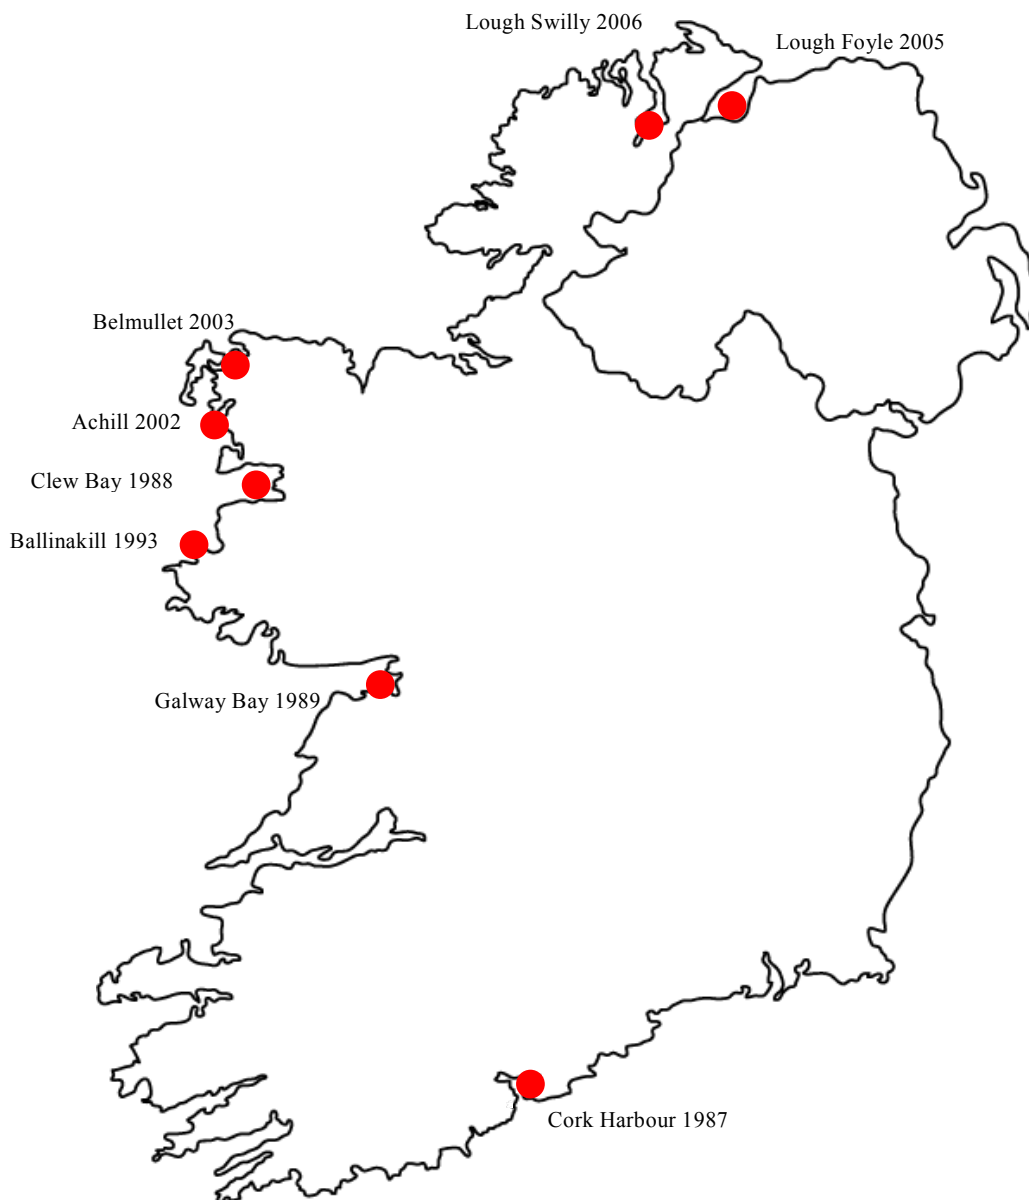 Lough Swilly 2006
Lough Foyle 2005
Belmullet 2003
Achill 2002
Clew Bay 1988
Ballinakill 1993
Galway Bay 1989
Cork Harbour 1987